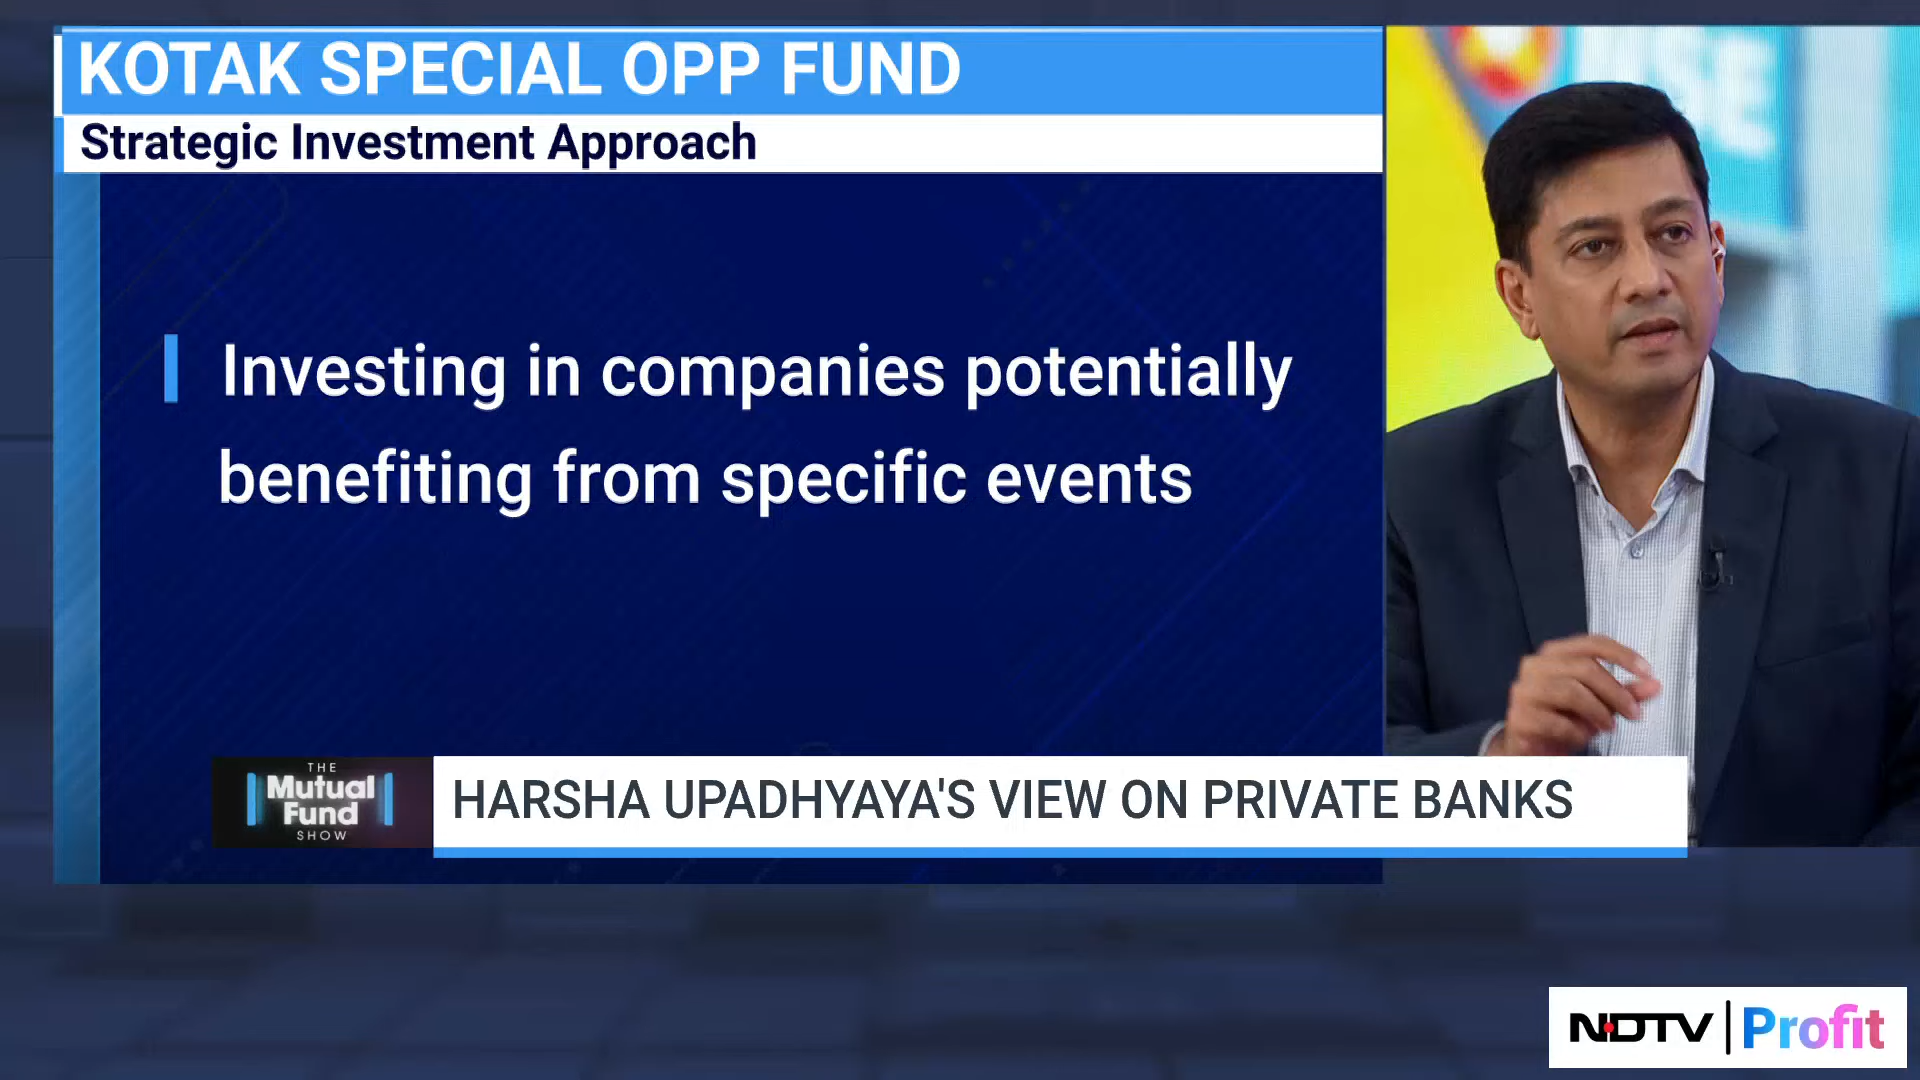 KOTAK SPECIAL OPP FUND
Strategic Investment Approach
Investing in companies potentially
benefiting from specific events
THE
Mutual
Fund
SHOW
HARSHA UPADHYAYA'S VIEW ON PRIVATE BANKS
NDTV Profit